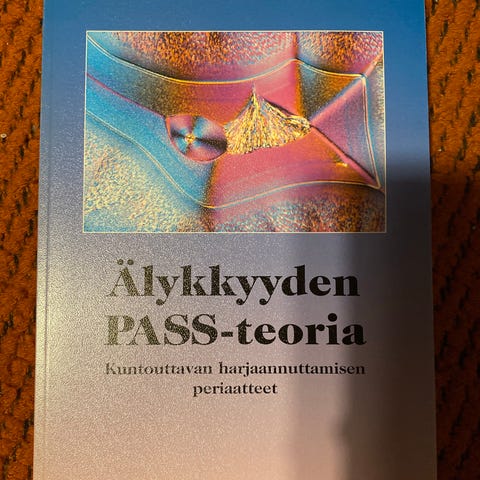 Älykkyyden
PASS-teoria
Kuntouttavan harjaannuttamisen
periaatteet